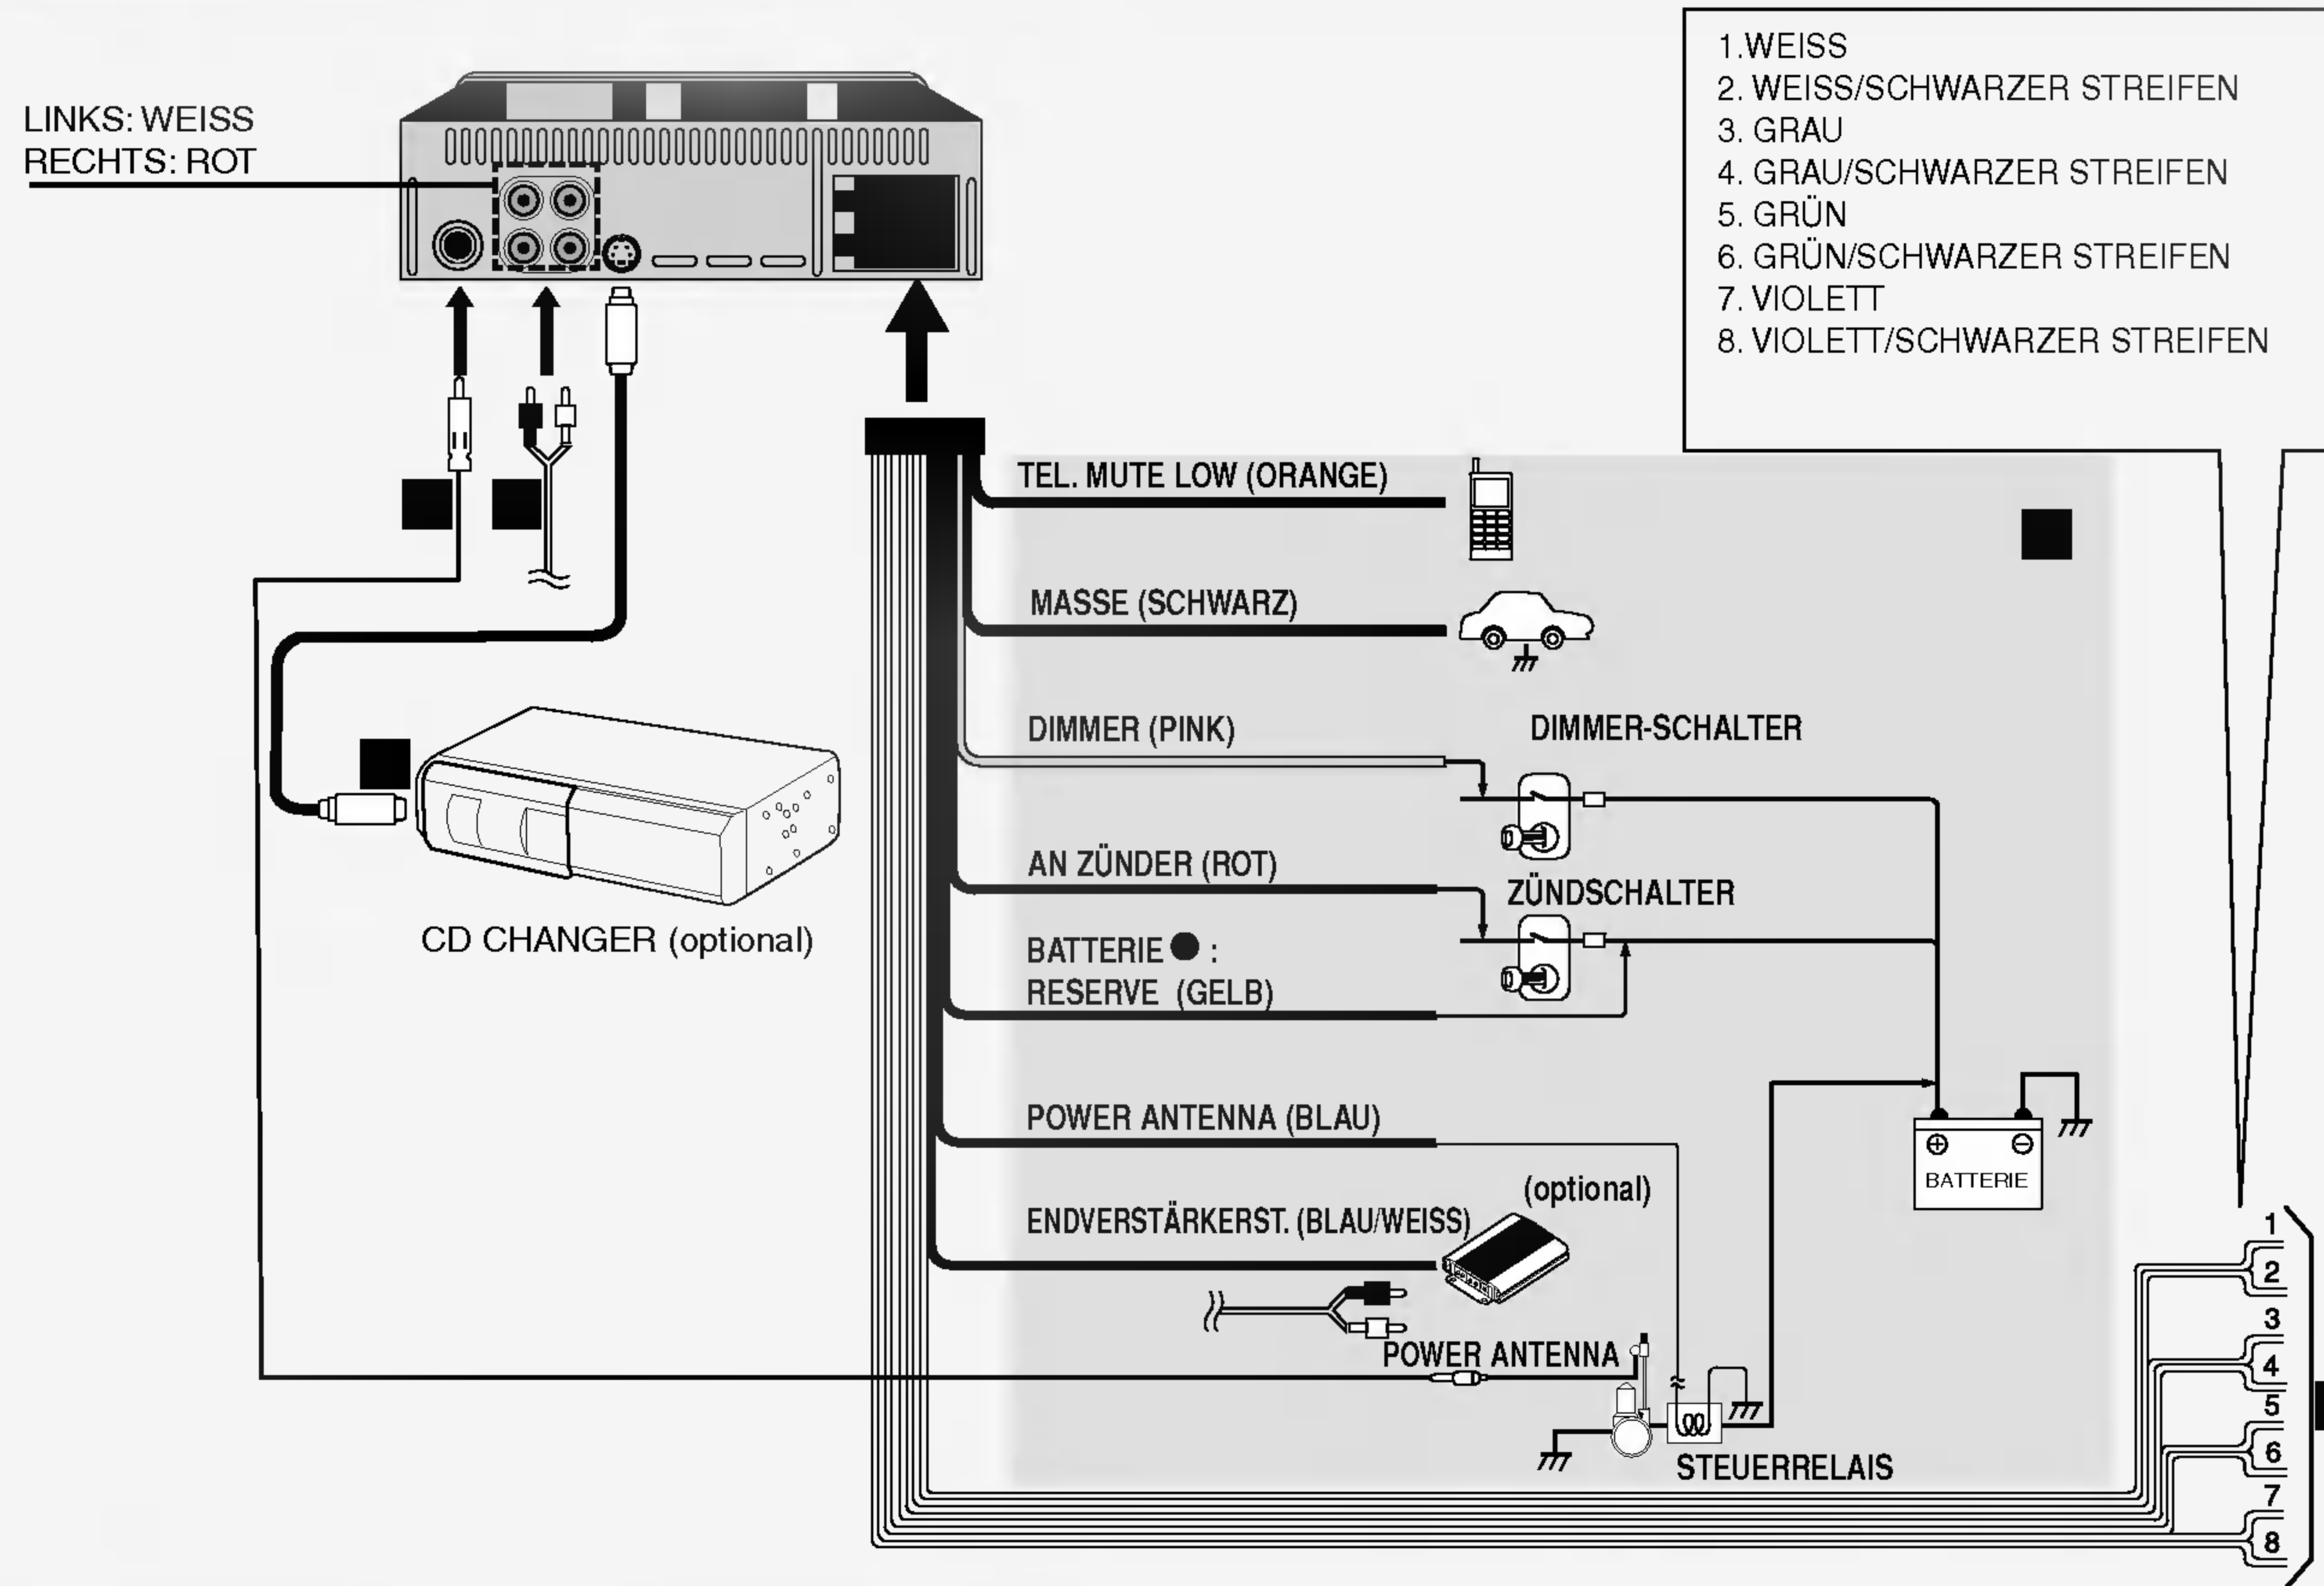 LINKS: WEISS
RECHTS: ROT
1.WEISS
2. WEISS/SCHWARZER STREIFEN
3. GRAU
4. GRAU/SCHWARZER STREIFEN
5. GRÜN
6. GRÜN/SCHWARZER STREIFEN
7. VIOLETT
8. VIOLETT/SCHWARZER STREIFEN
TEL. MUTE LOW (ORANGE)
MASSE (SCHWARZ)
DIMMER (PINK)
DIMMER-SCHALTER
AN ZÜNDER (ROT)
ZÜNDSCHALTER
CD CHANGER (optional)
BATTERIE ● :
RESERVE (GELB)
POWER ANTENNA (BLAU)
⊕ ⊖
BATTERIE
(optional)
ENDVERSTÄRKERST. (BLAU/WEISS)
POWER ANTENNA
STEUERRELAIS
1
2
3
4
5
6
7
8